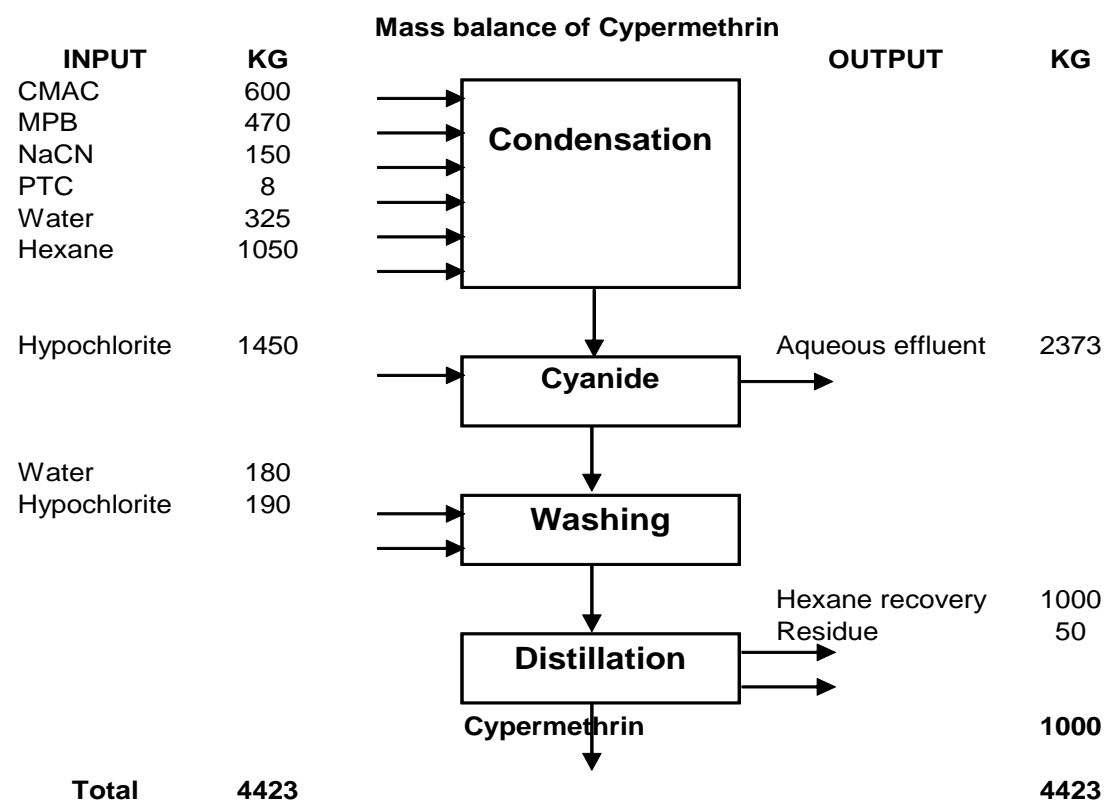 Mass balance of Cypermethrin
INPUT KG OUTPUT KG
CMAC 600
MPB 470
NaCN 150
PTC 8
Water 325
Hexane 1050
Condensation
Hypochlorite 1450 Aqueous effluent 2373
Cyanide
Water 180
Hypochlorite 190
Washing
Hexane recovery 1000
Residue 50
Distillation
Cypermethrin 1000
Total 4423 4423